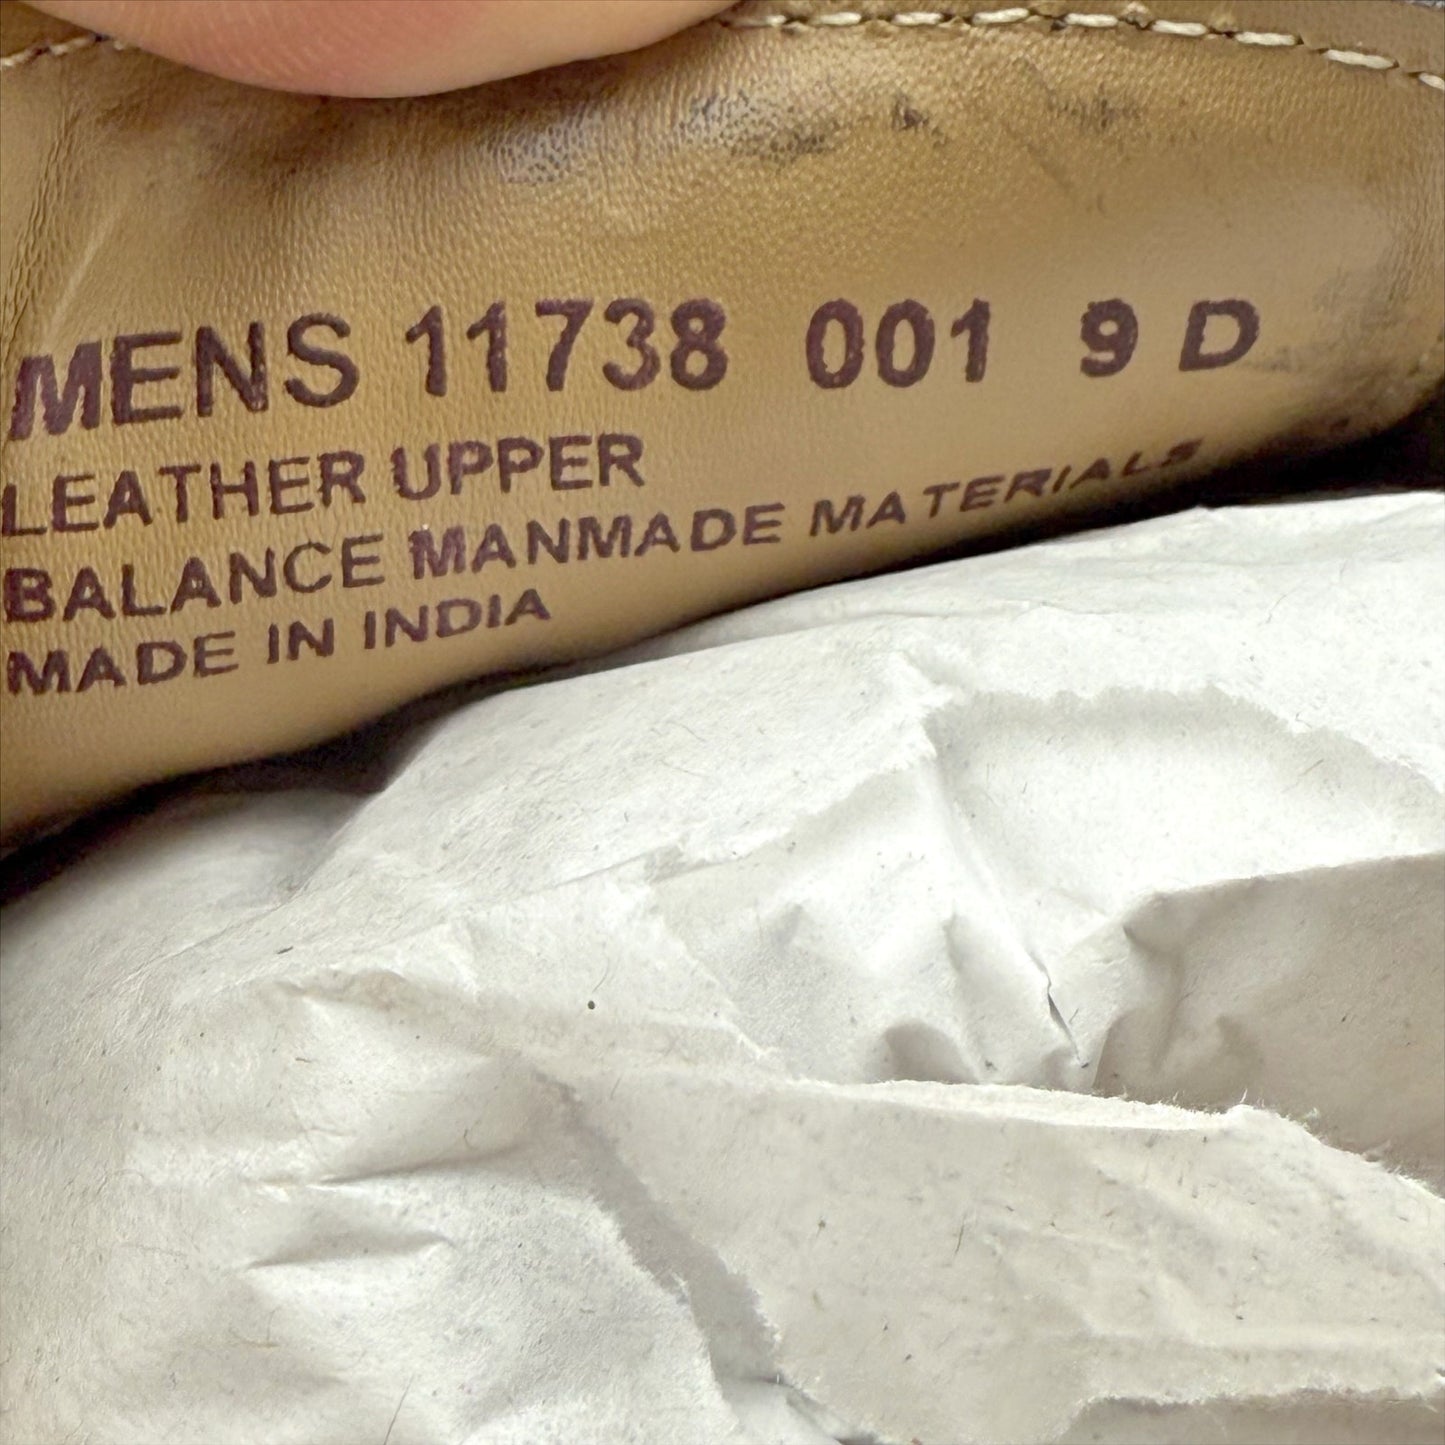 MENS 11738 001 9 D
LEATHER UPPER
BALANCE MANMADE MATERIALS
MADE IN INDIA